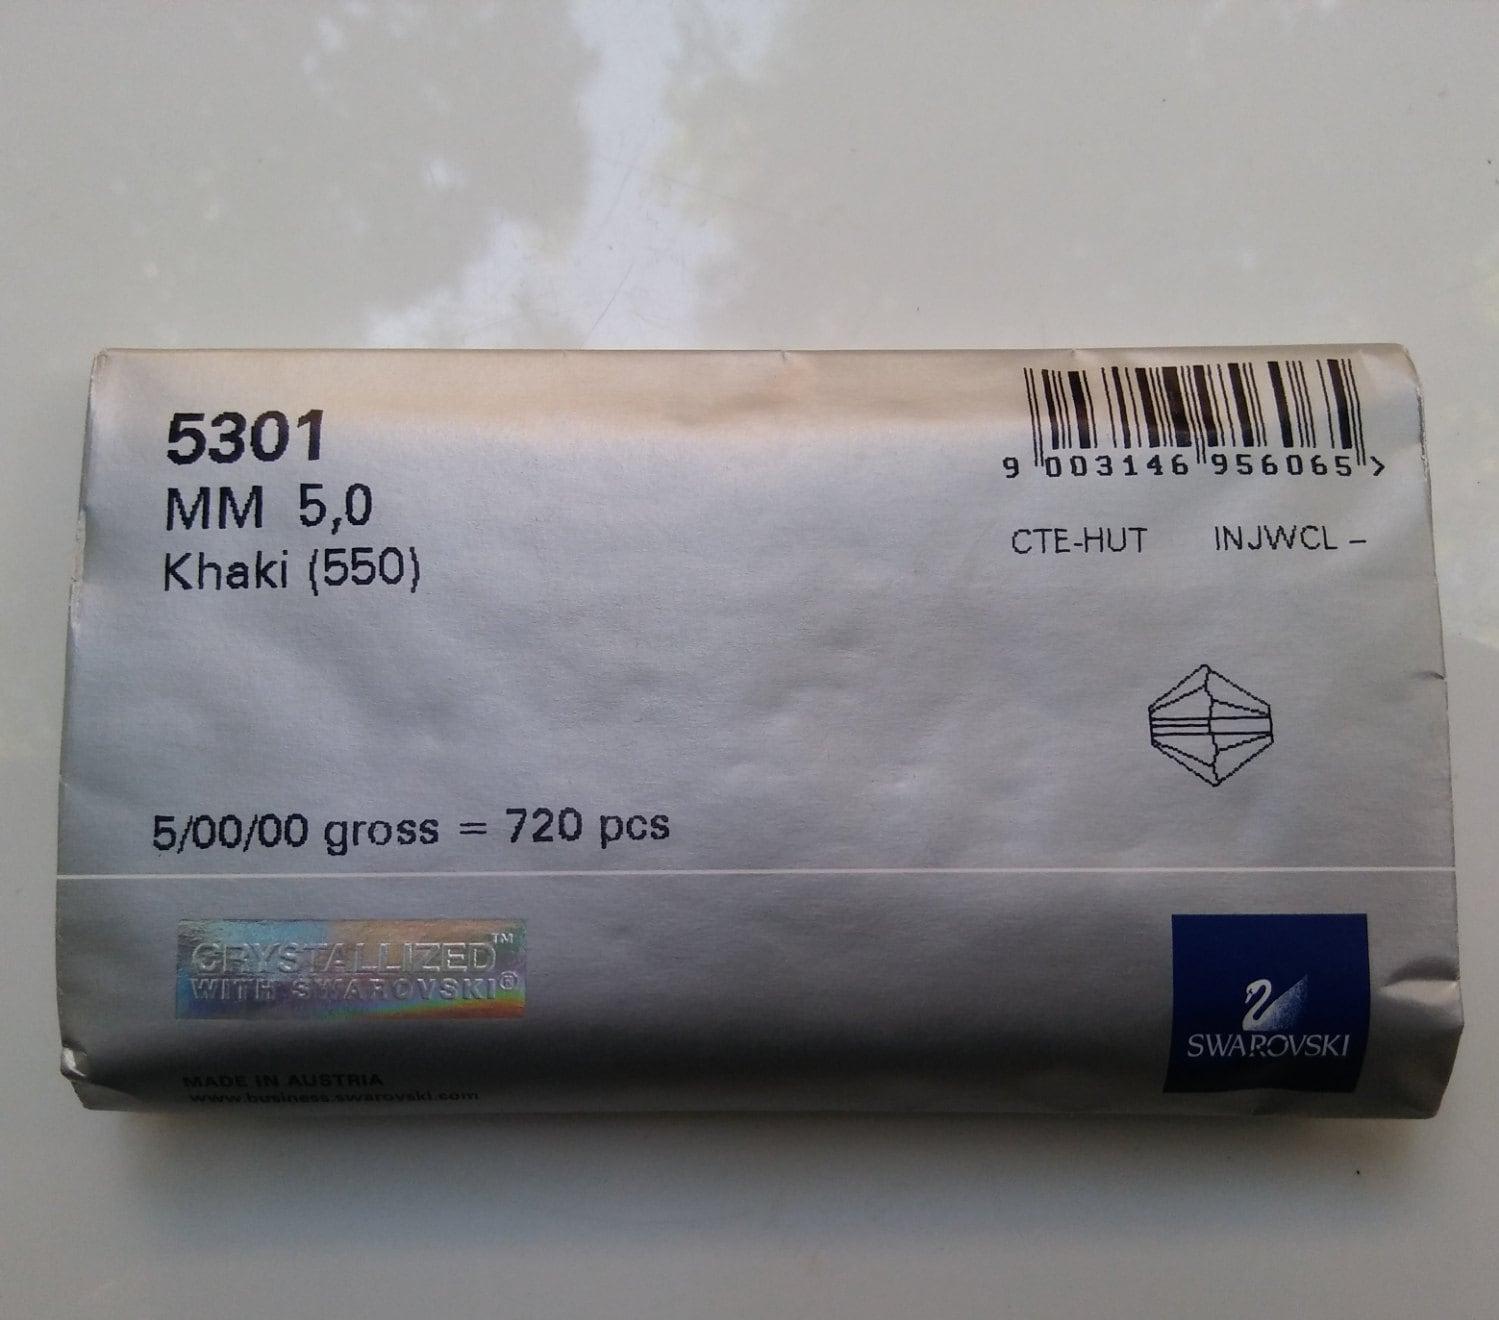 5301
MM 5,0
Khaki (550)
9 003146 956065 >
CTE-HUT INJWCL –
5/00/00 gross = 720 pcs
CRYSTALLIZED™
WITH SWAROVSKI®
SWAROVSKI
MADE IN AUSTRIA
www.business.swarovski.com